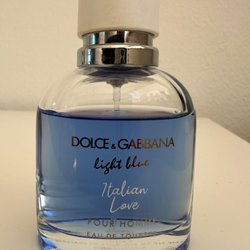 DOLCE & GABBANA
light blue
Italian
Love
POUR HOMME
EAU DE TOILETTE